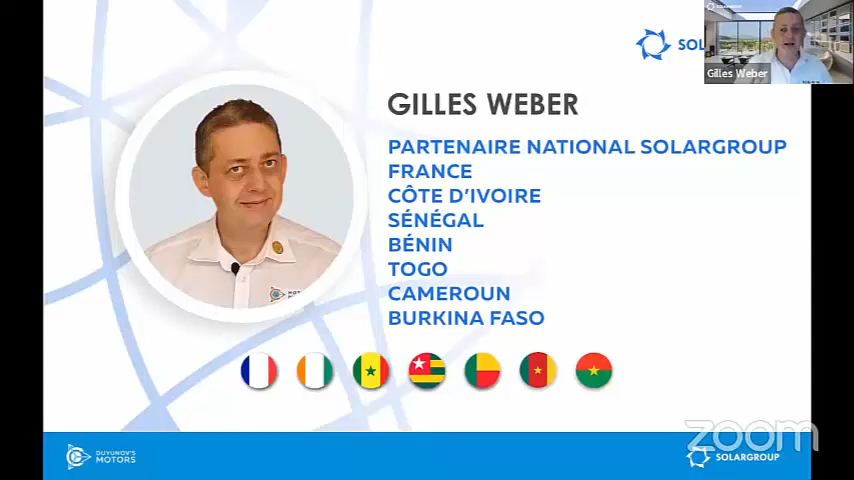 SOL
Gilles Weber
GILLES WEBER
PARTENAIRE NATIONAL SOLARGROUP
FRANCE
CÔTE D'IVOIRE
SÉNÉGAL
BÉNIN
TOGO
CAMEROUN
BURKINA FASO
zoom
DUYUNOV'S
MOTORS
SOLARGROUP